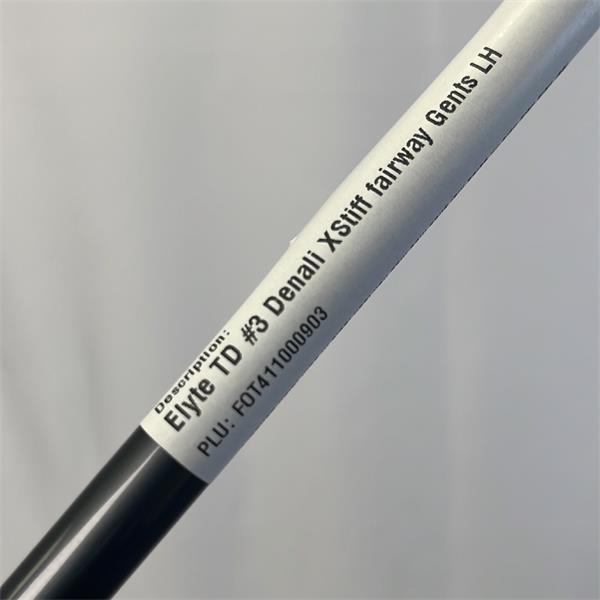 Description:
Elyte TD #3 Denali XStiff fairway Gents LH
PLU: FOT411000903